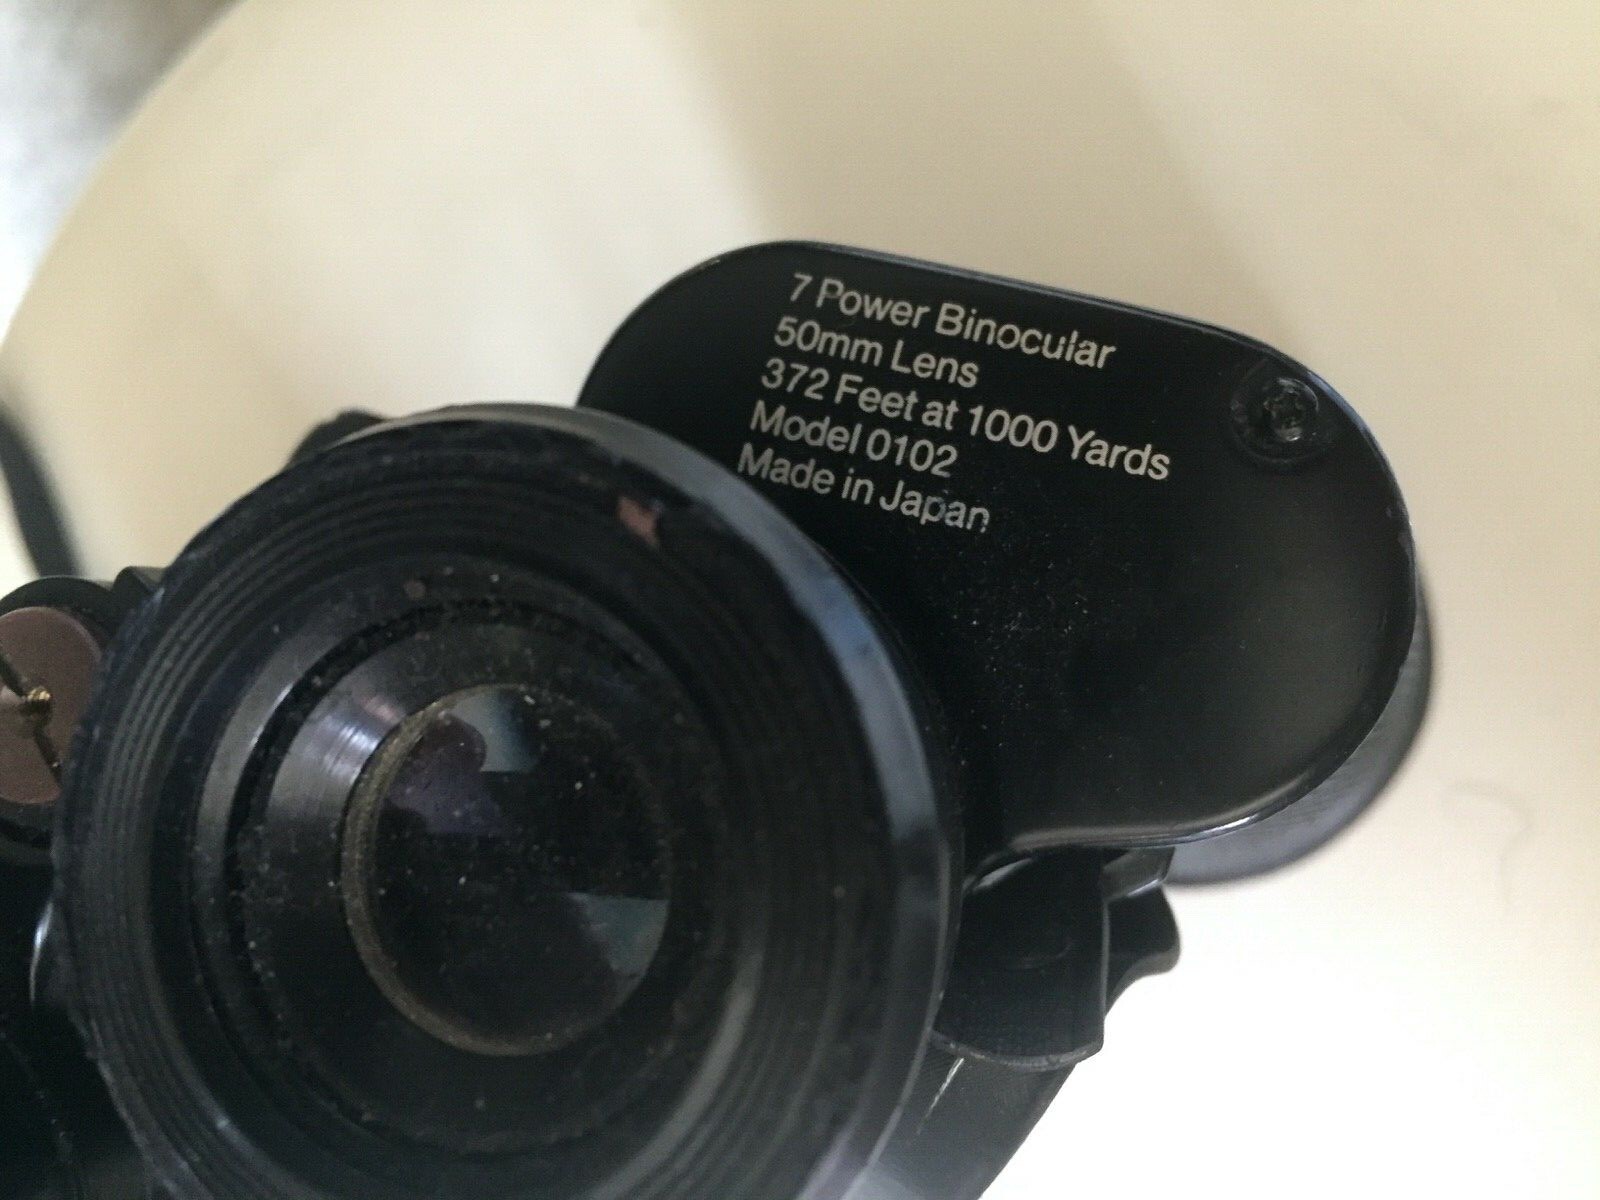 7 Power Binocular
50mm Lens
372 Feet at 1000 Yards
Model 0102
Made in Japan